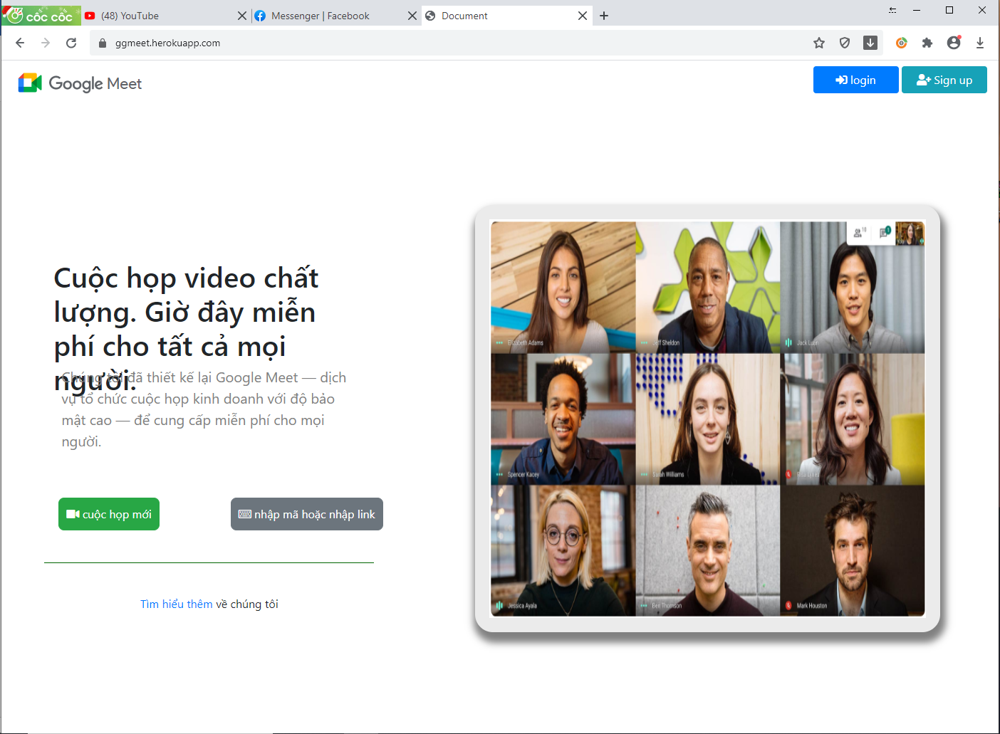 cốc cốc
(48) YouTube
Messenger | Facebook
Document
ggmeet.herokuapp.com
Google Meet
login
Sign up
Cuộc họp video chất
lượng. Giờ đây miễn
phí cho tất cả mọi
người.
Chúng tôi đã thiết kế lại Google Meet — dịch
vụ tổ chức cuộc họp kinh doanh với độ bảo
mật cao — để cung cấp miễn phí cho mọi
người.
cuộc họp mới
nhập mã hoặc nhập link
Tìm hiểu thêm về chúng tôi
10
1
Elizabeth Adams
Jeff Sheldon
Jack
Spencer Kacey
Sarah Williams
Jessica Ayala
Ben Thomson
Mark Houston